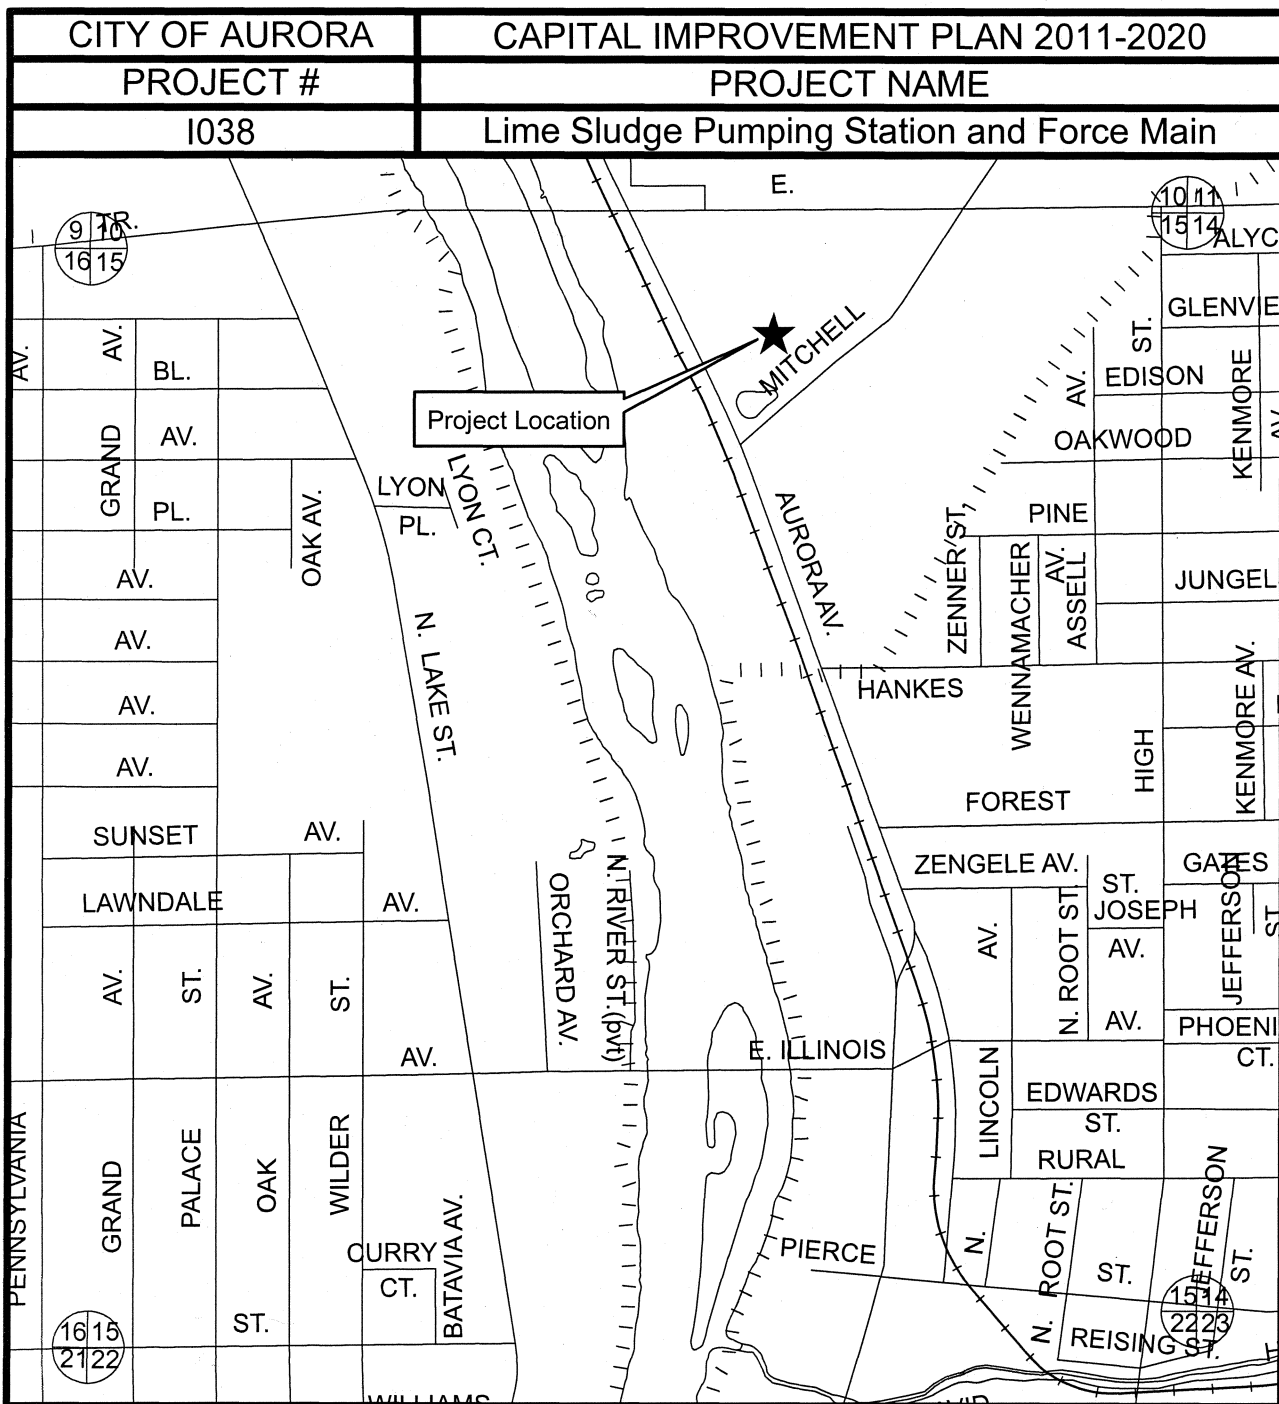 CITY OF AURORA
CAPITAL IMPROVEMENT PLAN 2011-2020
PROJECT #
PROJECT NAME
I038
Lime Sludge Pumping Station and Force Main
E.
9 10
16 15
TR.
10 11
15 14
ALYC
GLENVIE
MITCHELL
ST.
AV.
AV.
BL.
EDISON
KENMORE
AV.
Project Location
GRAND
AV.
OAKWOOD
AV.
LYON
PL.
LYON CT.
OAK AV.
PL.
AURORA AV.
PINE
ZENNER ST.
WENNAMACHER
AV.
ASSELL
JUNGEL
AV.
AV.
N. LAKE ST.
HANKES
KENMORE AV.
AV.
HIGH
AV.
FOREST
SUNSET
AV.
ZENGELE AV.
GATES
LAWNDALE
AV.
ORCHARD AV.
N. RIVER ST.(pvt)
AV.
N. ROOT ST.
ST.
JOSEPH
AV.
JEFFERSON
ST.
AV.
ST.
AV.
ST.
AV.
PHOENI
CT.
AV.
E. ILLINOIS
LINCOLN
EDWARDS
ST.
RURAL
PENNSYLVANIA
GRAND
PALACE
OAK
WILDER
CURRY
CT.
BATAVIA AV.
PIERCE
N.
ROOT ST.
ST.
JEFFERSON
ST.
15 14
22 23
N.
REISING ST.
16 15
21 22
ST.
WILLIAMS